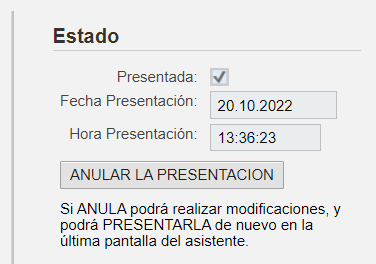 Estado
Presentada:
Fecha Presentación: 20.10.2022
Hora Presentación: 13:36:23
ANULAR LA PRESENTACION
Si ANULA podrá realizar modificaciones, y
podrá PRESENTARLA de nuevo en la
última pantalla del asistente.